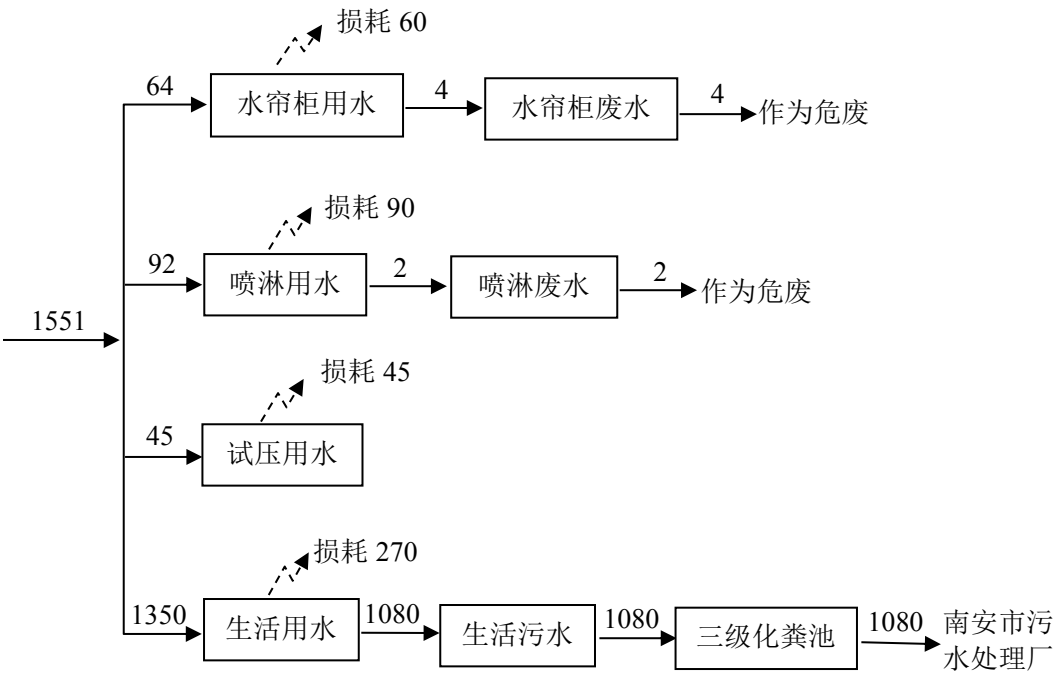 损耗 60
64
水帘柜用水
4
水帘柜废水
4
作为危废
损耗 90
92
喷淋用水
2
喷淋废水
2
作为危废
1551
损耗 45
45
试压用水
损耗 270
1350
生活用水
1080
生活污水
1080
三级化粪池
1080
南安市污
水处理厂